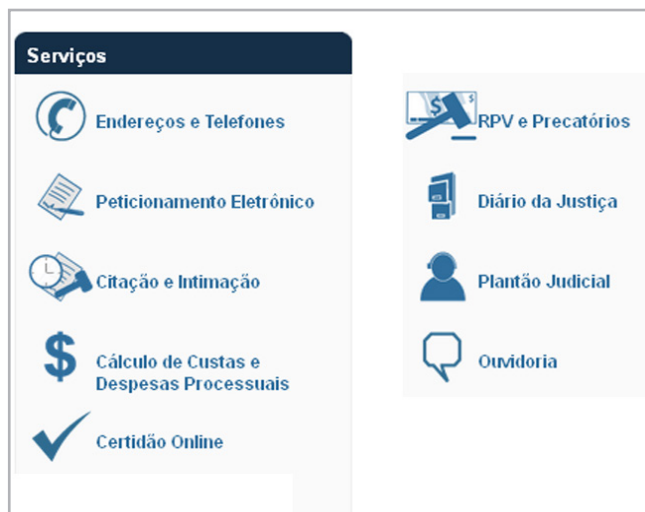 Serviços
Endereços e Telefones
Peticionamento Eletrônico
Citação e Intimação
$
Cálculo de Custas e
Despesas Processuais
Certidão Online
$ $
RPV e Precatórios
Diário da Justiça
Plantão Judicial
Ouvidoria